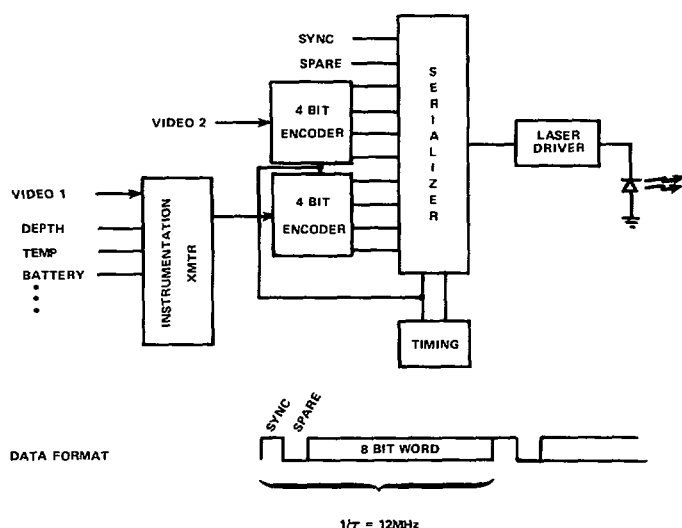 SYNC
SPARE
4 BIT
ENCODER
VIDEO 2
SERIALIZER
LASER
DRIVER
VIDEO 1
DEPTH
TEMP
BATTERY
INSTRUMENTATION
XMTR
4 BIT
ENCODER
TIMING
SYNC
SPARE
DATA FORMAT
8 BIT WORD
1/τ = 12MHz